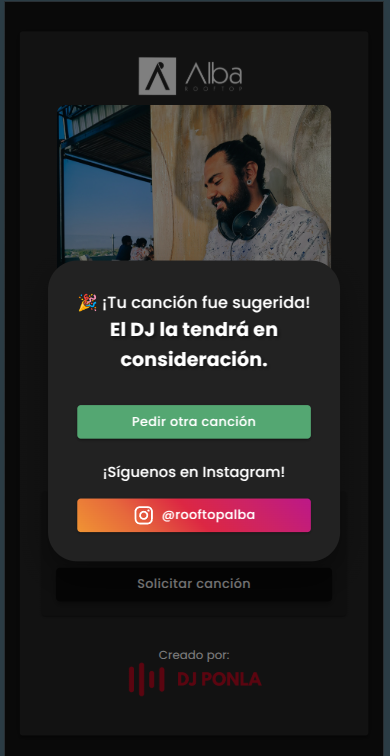 Alba
ROOFTOP
🎉 ¡Tu canción fue sugerida!
El DJ la tendrá en
consideración.
Pedir otra canción
¡Síguenos en Instagram!
@rooftopalba
Solicitar canción
Creado por:
DJ PONLA